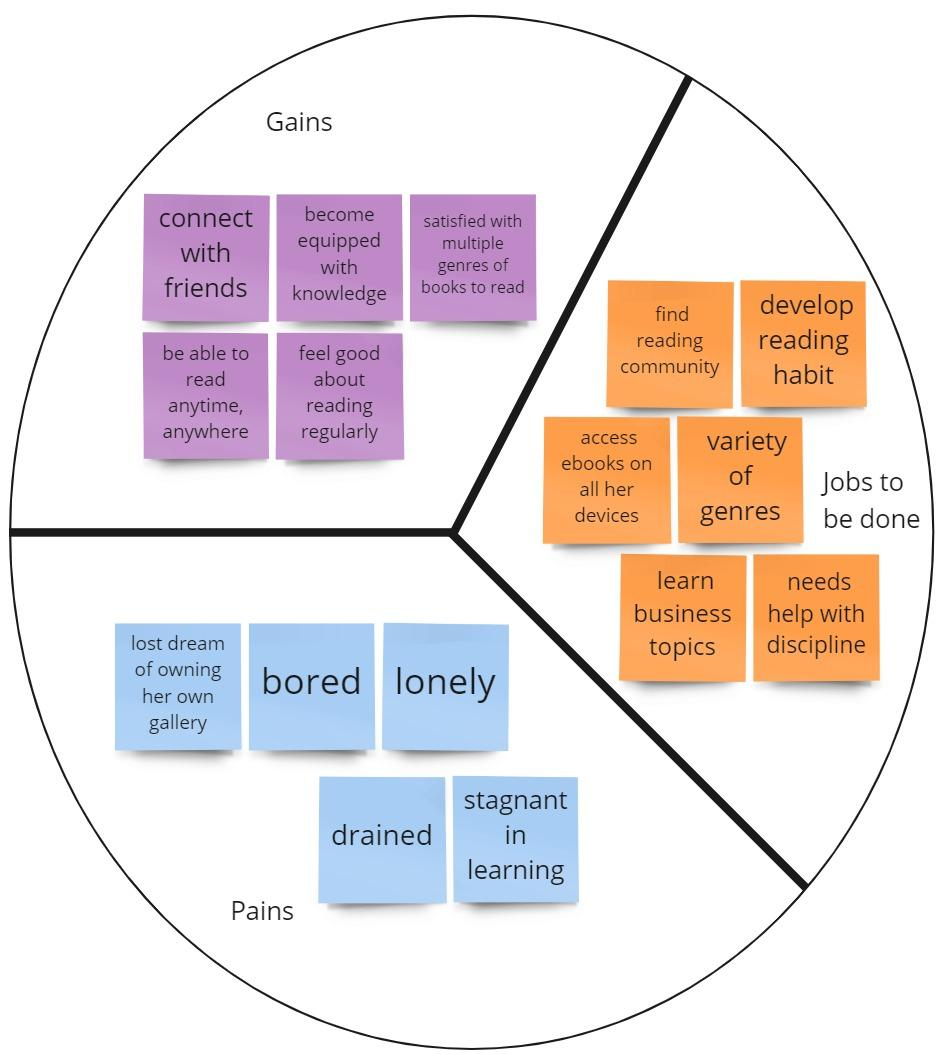 Gains
connect
with
friends
become
equipped
with
knowledge
satisfied with
multiple
genres of
books to read
be able to
read
anytime,
anywhere
feel good
about
reading
regularly
find
reading
community
develop
reading
habit
access
ebooks on
all her
devices
variety
of
genres
Jobs to
be done
learn
business
topics
needs
help with
discipline
lost dream
of owning
her own
gallery
bored
lonely
drained
stagnant
in
learning
Pains